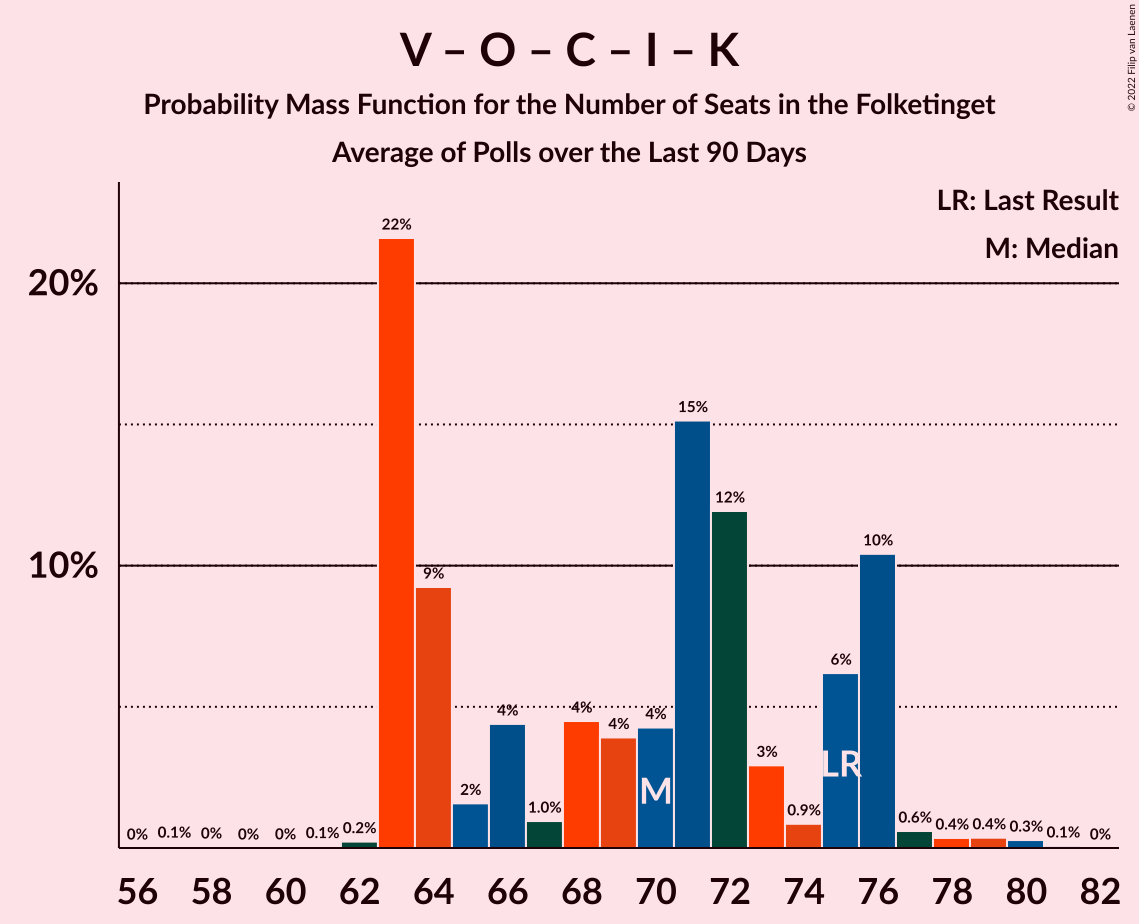 V – O – C – I – K
Probability Mass Function for the Number of Seats in the Folketinget
Average of Polls over the Last 90 Days
© 2022 Filip van Laenen
LR: Last Result
M: Median
20%
10%
0% 0.1% 0% 0% 0% 0.1% 0.2% 22% 9% 2% 4% 1.0% 4% 4% 4% 15% 12% 3% 0.9% 6% 10% 0.6% 0.4% 0.4% 0.3% 0.1% 0%
M LR
56 58 60 62 64 66 68 70 72 74 76 78 80 82